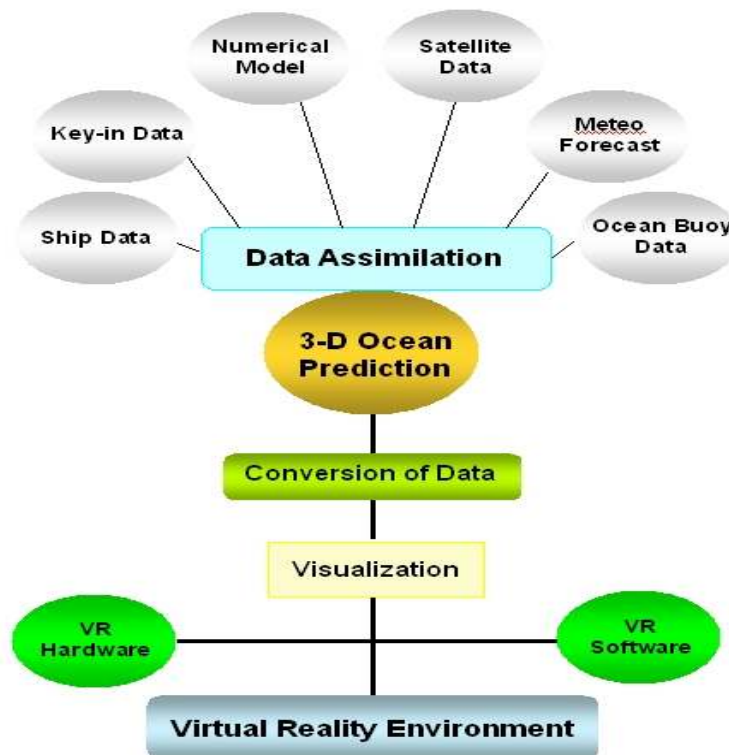 Numerical
Model
Satellite
Data
Key-in Data
Meteo
Forecast
Ship Data
Ocean Buoy
Data
Data Assimilation
3-D Ocean
Prediction
Conversion of Data
Visualization
VR
Hardware
VR
Software
Virtual Reality Environment